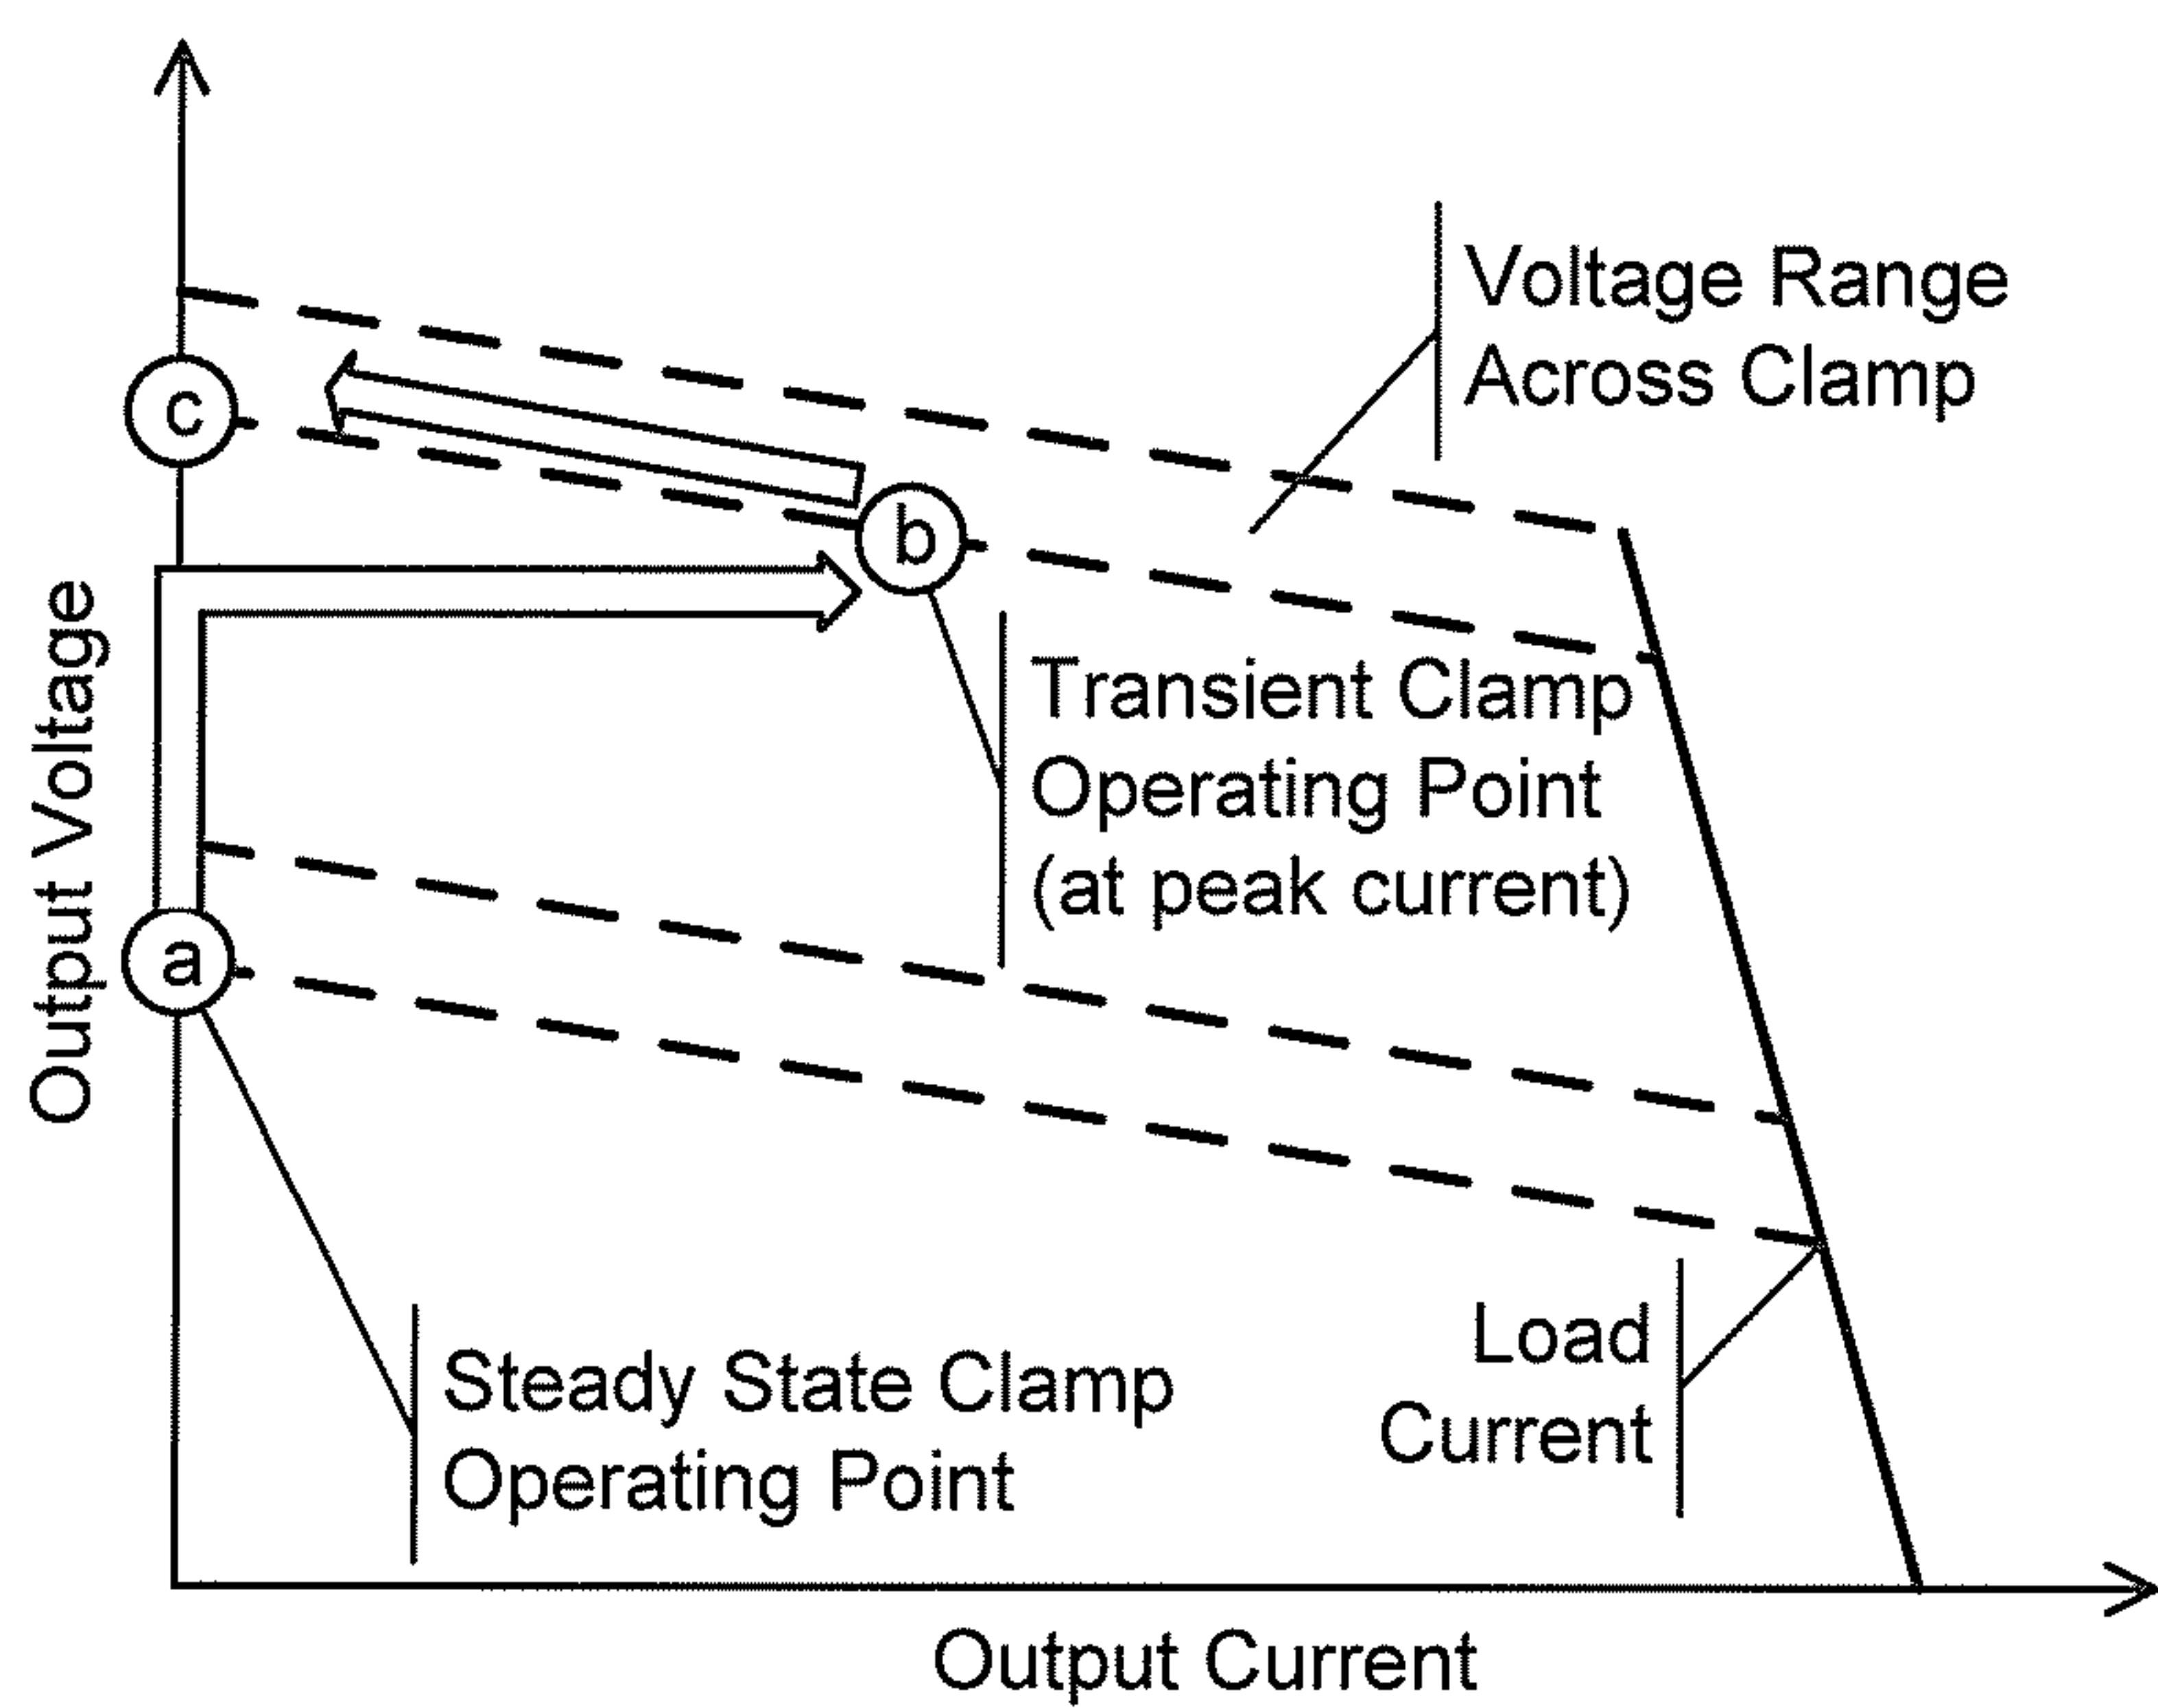 Voltage Range
Across Clamp
c
b
Transient Clamp
Operating Point
(at peak current)
Output Voltage
a
Load
Current
Steady State Clamp
Operating Point
Output Current